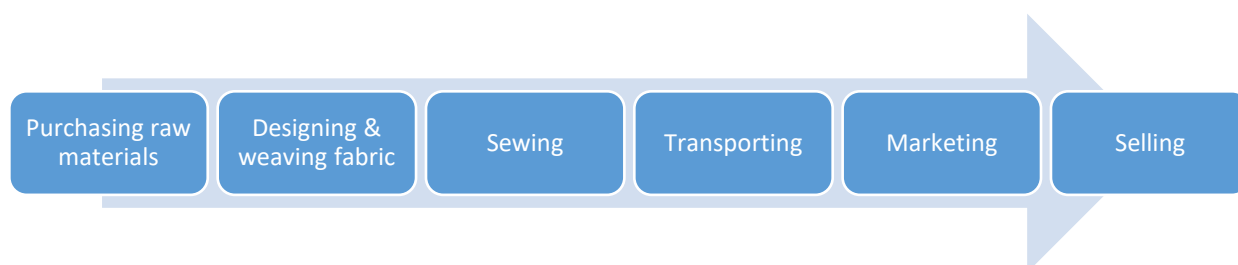 Purchasing raw
materials
Designing &
weaving fabric
Sewing
Transporting
Marketing
Selling